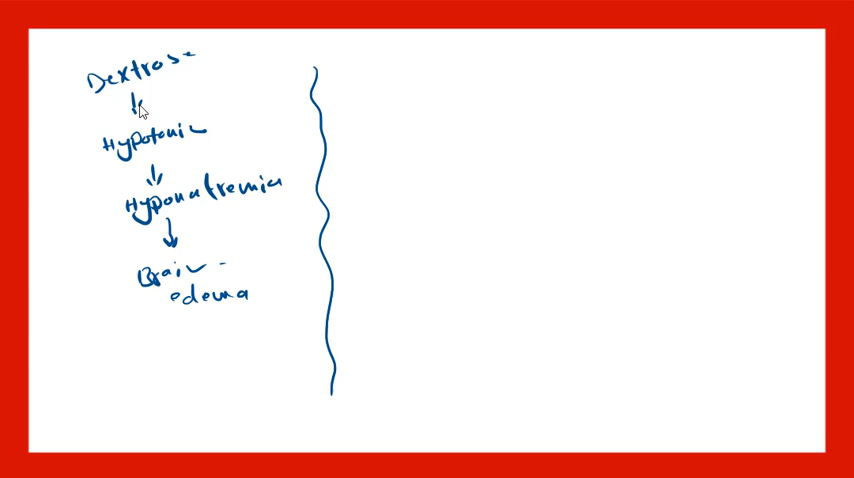 Dextrose
Hypotonic
Hyponatremia
Brain-
edema